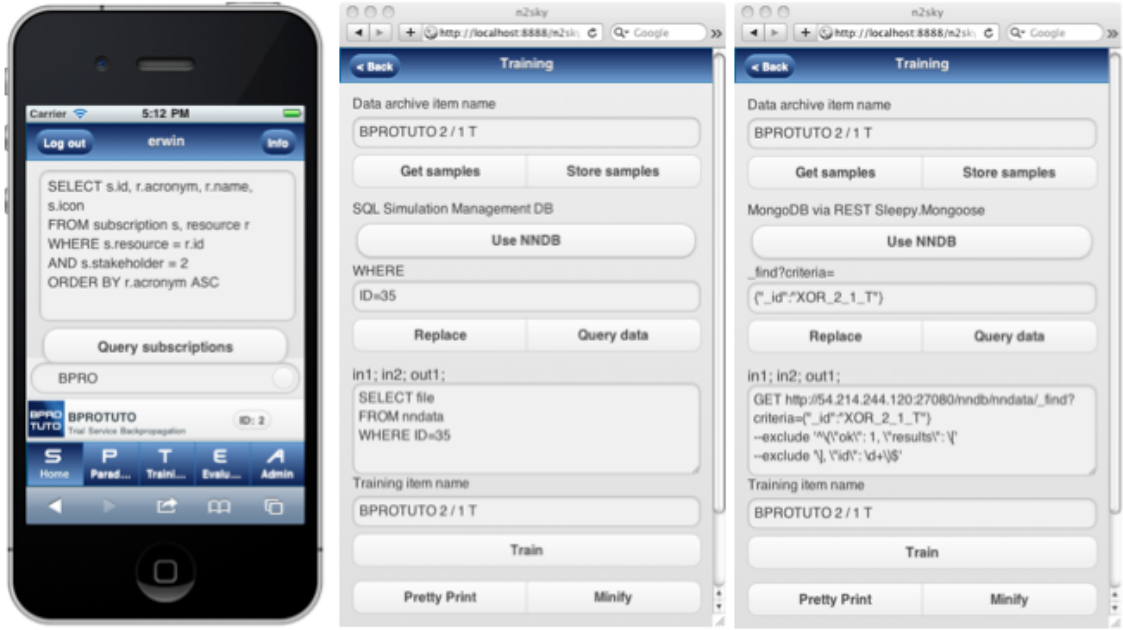 Carrier
5:12 PM
Log out
erwin
Info
SELECT s.id, r.acronym, r.name,
s.icon
FROM subscription s, resource r
WHERE s.resource = r.id
AND s.stakeholder = 2
ORDER BY r.acronym ASC
Query subscriptions
BPRO
BPRO
TUTO
BPROTUTO
Trial Service Backpropagation
ID: 2
S
Home
P
Parad...
T
Traini...
E
Evalu...
A
Admin
n2sky
http://localhost:8888/n2sk
Google
< Back
Training
Data archive item name
BPROTUTO 2 / 1 T
Get samples
Store samples
SQL Simulation Management DB
Use NNDB
WHERE
ID=35
Replace
Query data
in1; in2; out1;
SELECT file
FROM nndata
WHERE ID=35
Training item name
BPROTUTO 2 / 1 T
Train
Pretty Print
Minify
n2sky
http://localhost:8888/n2sk
Google
< Back
Training
Data archive item name
BPROTUTO 2 / 1 T
Get samples
Store samples
MongoDB via REST Sleepy.Mongoose
Use NNDB
_find?criteria=
{"_id":"XOR_2_1_T"}
Replace
Query data
in1; in2; out1;
GET http://54.214.244.120:27080/nndb/nndata/_find?
criteria={"_id":"XOR_2_1_T"}
--exclude '^\{\"ok\": 1, \"results\": \['
--exclude '\], \"id\": \d+\}$'
Training item name
BPROTUTO 2 / 1 T
Train
Pretty Print
Minify